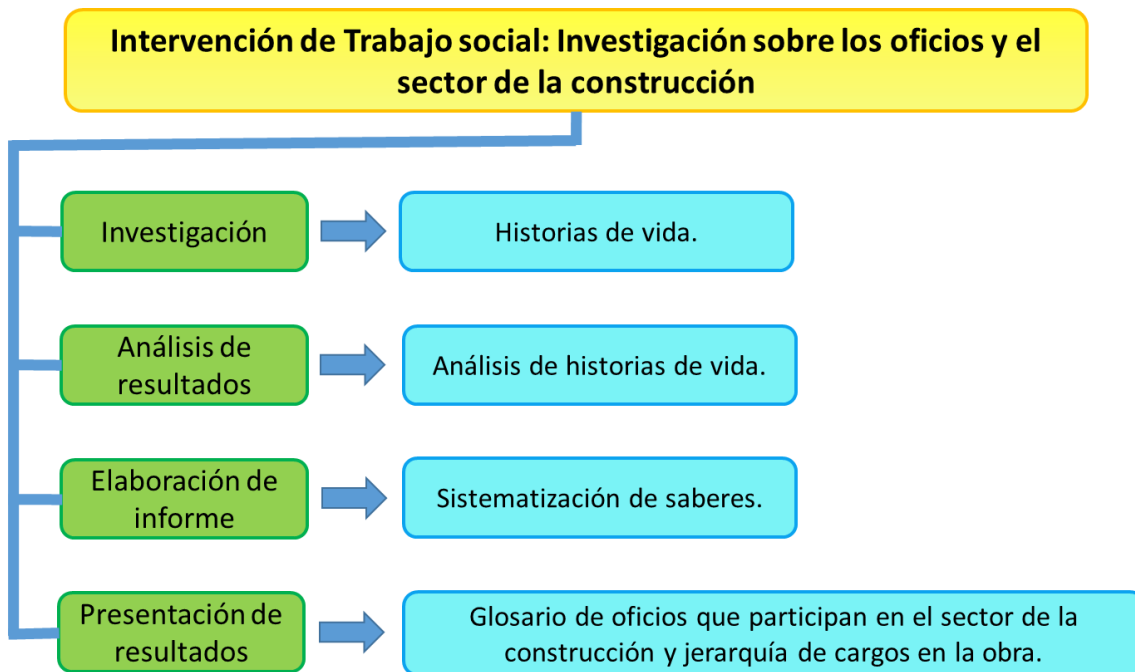 Intervención de Trabajo social: Investigación sobre los oficios y el
sector de la construcción
Investigación
Historias de vida.
Análisis de
resultados
Análisis de historias de vida.
Elaboración de
informe
Sistematización de saberes.
Presentación de
resultados
Glosario de oficios que participan en el sector de la
construcción y jerarquía de cargos en la obra.